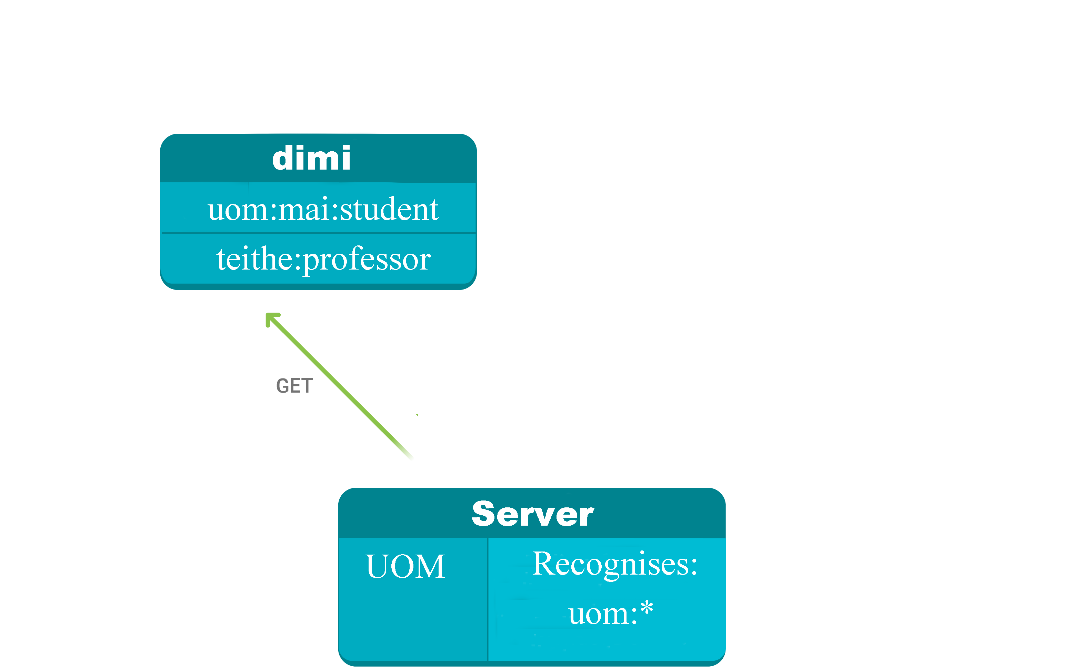 dimi
uom:mai:student
teithe:professor
GET
Server
UOM
Recognises:
uom:*